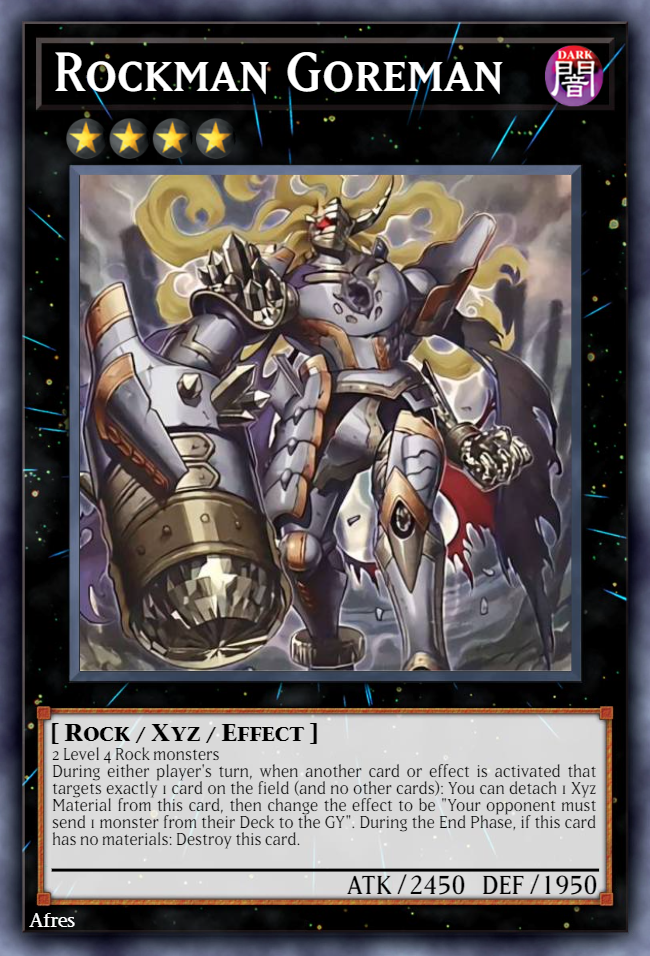 Rockman Goreman
DARK
闇
[ Rock / Xyz / Effect ]
2 Level 4 Rock monsters
During either player's turn, when another card or effect is activated that
targets exactly 1 card on the field (and no other cards): You can detach 1 Xyz
Material from this card, then change the effect to be "Your opponent must
send 1 monster from their Deck to the GY". During the End Phase, if this card
has no materials: Destroy this card.
ATK/2450 DEF/1950
Afres